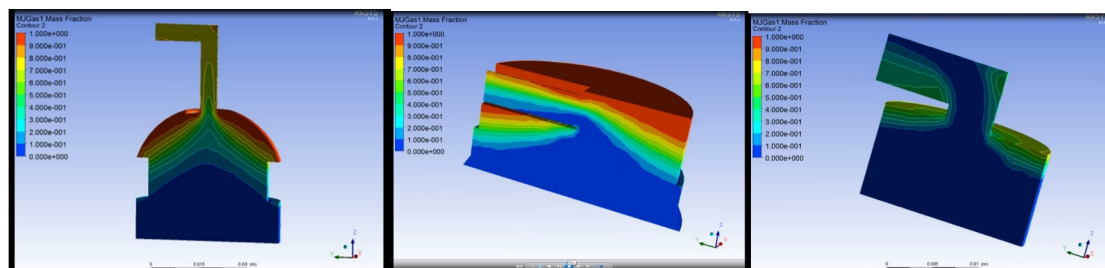 ANSYS
MJGas1.Mass Fraction
Contour 2
1.000e+000
9.000e-001
8.000e-001
7.000e-001
6.000e-001
5.000e-001
4.000e-001
3.000e-001
2.000e-001
1.000e-001
0.000e+000
Z
Y
X
0
0.015
0.03 (m)
ANSYS
MJGas1.Mass Fraction
Contour 2
1.000e+000
9.000e-001
8.000e-001
7.000e-001
6.000e-001
5.000e-001
4.000e-001
3.000e-001
2.000e-001
1.000e-001
0.000e+000
Z
Y
X
ANSYS
MJGas1.Mass Fraction
Contour 2
1.000e+000
9.000e-001
8.000e-001
7.000e-001
6.000e-001
5.000e-001
4.000e-001
3.000e-001
2.000e-001
1.000e-001
0.000e+000
Z
Y
X
0
0.005
0.01 (m)